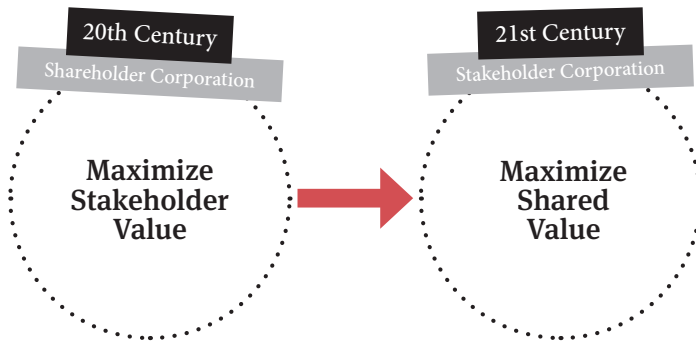 20th Century
Shareholder Corporation
Maximize
Stakeholder
Value
21st Century
Stakeholder Corporation
Maximize
Shared
Value